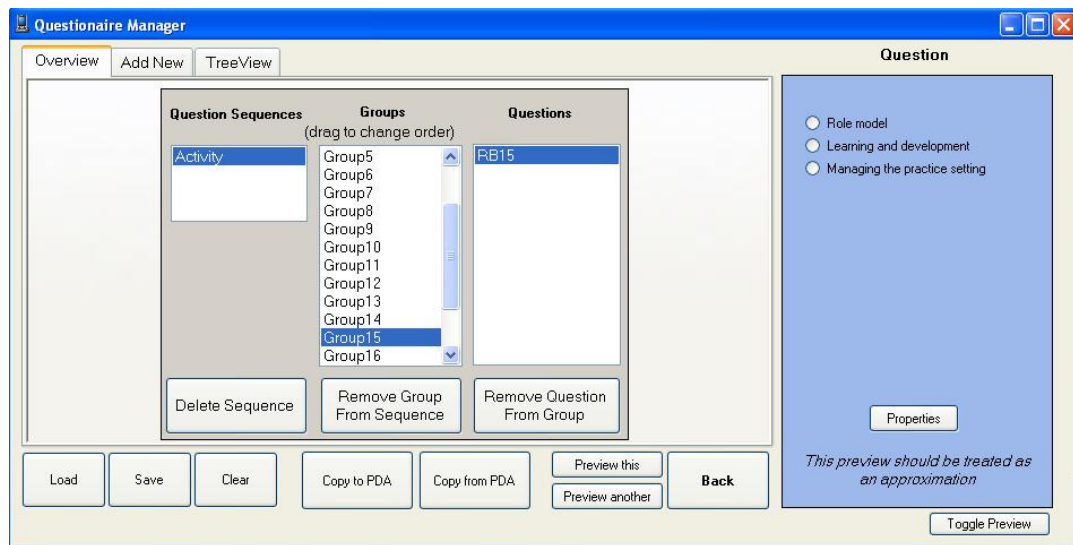 Questionaire Manager
Overview
Add New
TreeView
Question Sequences
Groups
(drag to change order)
Questions
Activity
Group5
Group6
Group7
Group8
Group9
Group10
Group11
Group12
Group13
Group14
Group15
Group16
RB15
Delete Sequence
Remove Group
From Sequence
Remove Question
From Group
Load
Save
Clear
Copy to PDA
Copy from PDA
Preview this
Preview another
Back
Question
Role model
Learning and development
Managing the practice setting
Properties
This preview should be treated as
an approximation
Toggle Preview